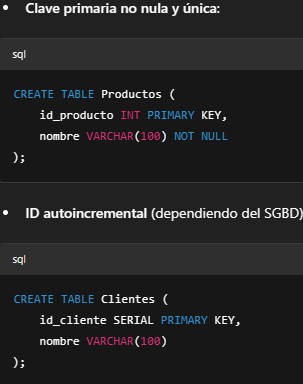 • Clave primaria no nula y única:
sql
CREATE TABLE Productos (
    id_producto INT PRIMARY KEY,
    nombre VARCHAR(100) NOT NULL
);
• ID autoincremental (dependiendo del SGBD)
sql
CREATE TABLE Clientes (
    id_cliente SERIAL PRIMARY KEY,
    nombre VARCHAR(100)
);